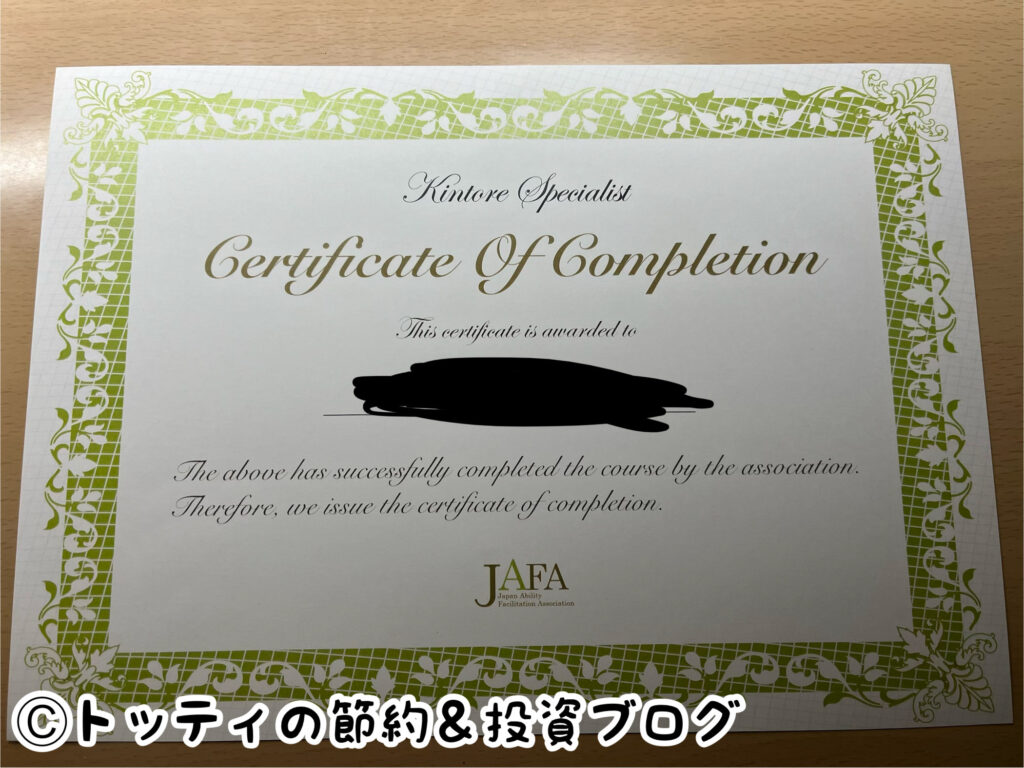 Kintore Specialist
Certificate Of Completion
This certificate is awarded to
The above has successfully completed the course by the association.
Therefore, we issue the certificate of completion.
JAFA
Japan Ability
Facilitation Association
©トッティの節約&投資ブログ